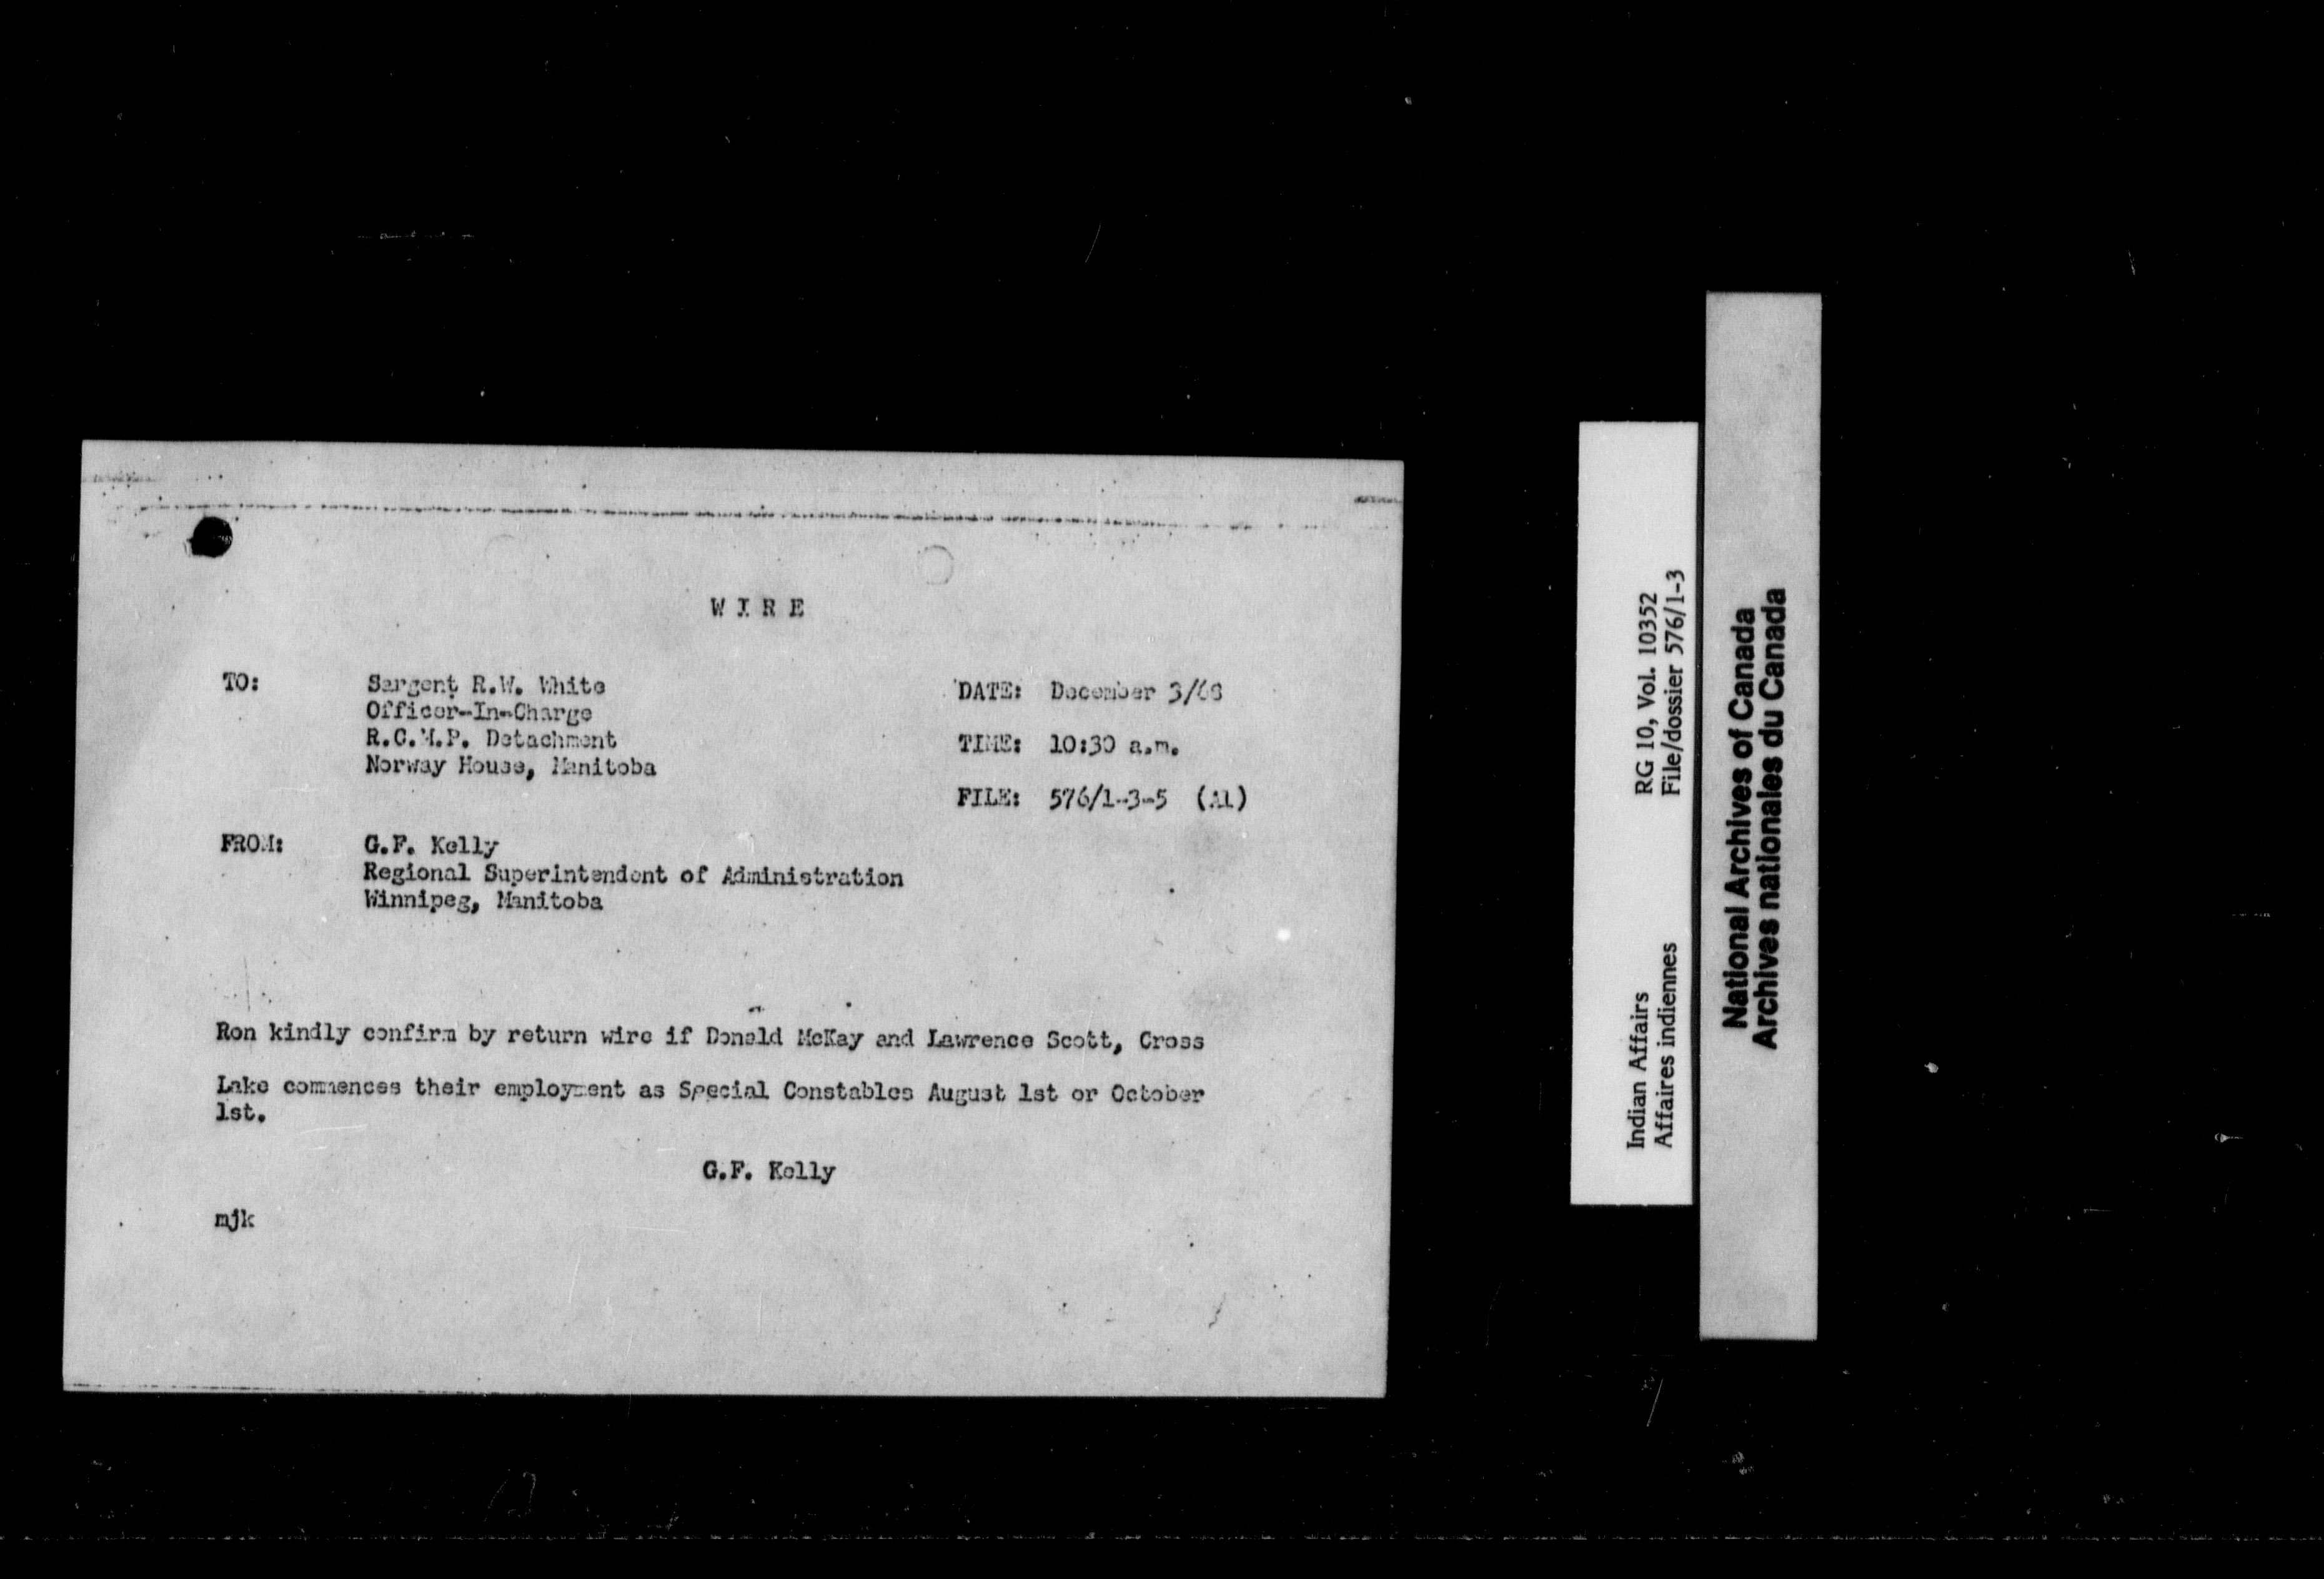 W I R E
TO: Sargent R.W. White
Officer-In-Charge
R.C.M.P. Detachment
Norway House, Manitoba
DATE: December 3/68
TIME: 10:30 a.m.
FILE: 576/1-3-5 (A1)
FROM: G.F. Kelly
Regional Superintendent of Administration
Winnipeg, Manitoba
Ron kindly confirm by return wire if Donald McKay and Lawrence Scott, Cross
Lake commences their employment as Special Constables August 1st or October
1st.
G.F. Kelly
mjk
Indian Affairs
Affaires indiennes
RG 10, Vol. 10352
File/dossier 576/1-3
National Archives of Canada
Archives nationales du Canada